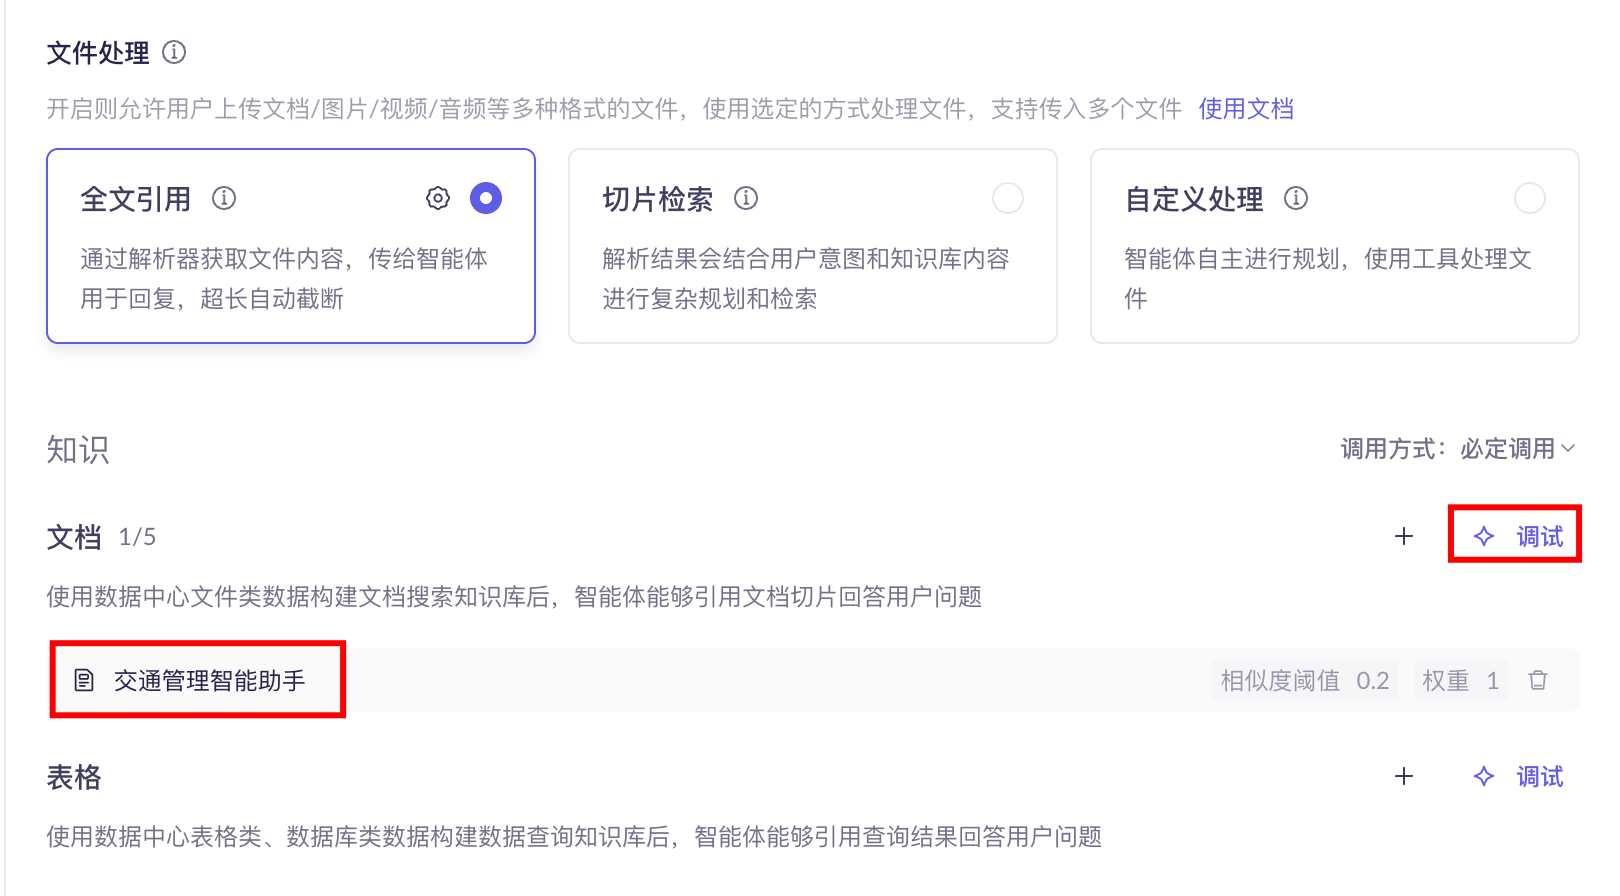 文件处理
开启则允许用户上传文档/图片/视频/音频等多种格式的文件，使用选定的方式处理文件，支持传入多个文件 使用文档
全文引用
通过解析器获取文件内容，传给智能体
用于回复，超长自动截断
切片检索
解析结果会结合用户意图和知识库内容
进行复杂规划和检索
自定义处理
智能体自主进行规划，使用工具处理文
件
知识
调用方式：必定调用
文档 1/5
调试
使用数据中心文件类数据构建文档搜索知识库后，智能体能够引用文档切片回答用户问题
交通管理智能助手
相似度阈值 0.2 权重 1
表格
调试
使用数据中心表格类、数据库类数据构建数据查询知识库后，智能体能够引用查询结果回答用户问题